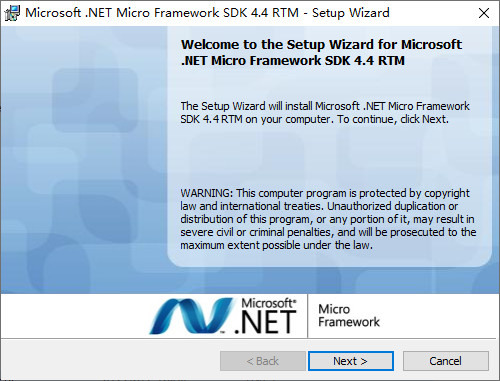 Microsoft .NET Micro Framework SDK 4.4 RTM - Setup Wizard
Welcome to the Setup Wizard for Microsoft
.NET Micro Framework SDK 4.4 RTM
The Setup Wizard will install Microsoft .NET Micro Framework
SDK 4.4 RTM on your computer. To continue, click Next.
WARNING: This computer program is protected by copyright
law and international treaties. Unauthorized duplication or
distribution of this program, or any portion of it, may result in
severe civil or criminal penalties, and will be prosecuted to the
maximum extent possible under the law.
Microsoft®
.NET™
Micro
Framework
< Back
Next >
Cancel